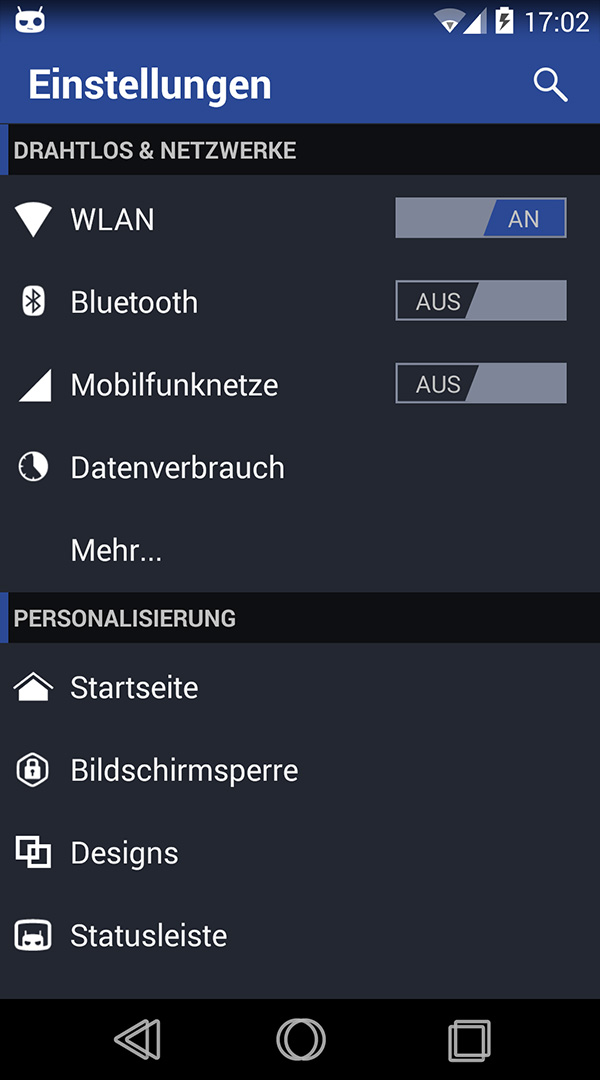 17:02
Einstellungen
DRAHTLOS & NETZWERKE
WLAN AN
Bluetooth AUS
Mobilfunknetze AUS
Datenverbrauch
Mehr...
PERSONALISIERUNG
Startseite
Bildschirmsperre
Designs
Statusleiste